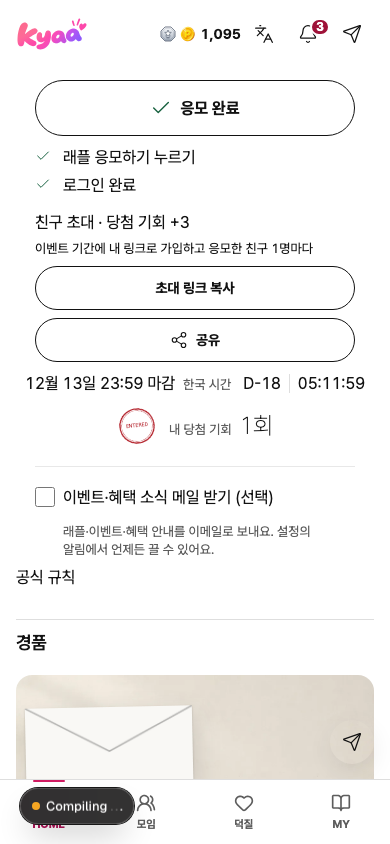 kyaa
1,095
3
응모 완료
래플 응모하기 누르기
로그인 완료
친구 초대 · 당첨 기회 +3
이벤트 기간에 내 링크로 가입하고 응모한 친구 1명마다
초대 링크 복사
공유
12월 13일 23:59 마감 한국 시간 D-18 05:11:59
ENTERED 내 당첨 기회 1회
이벤트·혜택 소식 메일 받기 (선택)
래플·이벤트·혜택 안내를 이메일로 보내요. 설정의
알림에서 언제든 끌 수 있어요.
공식 규칙
경품
Compiling ...
HOME 모임 덕질 MY